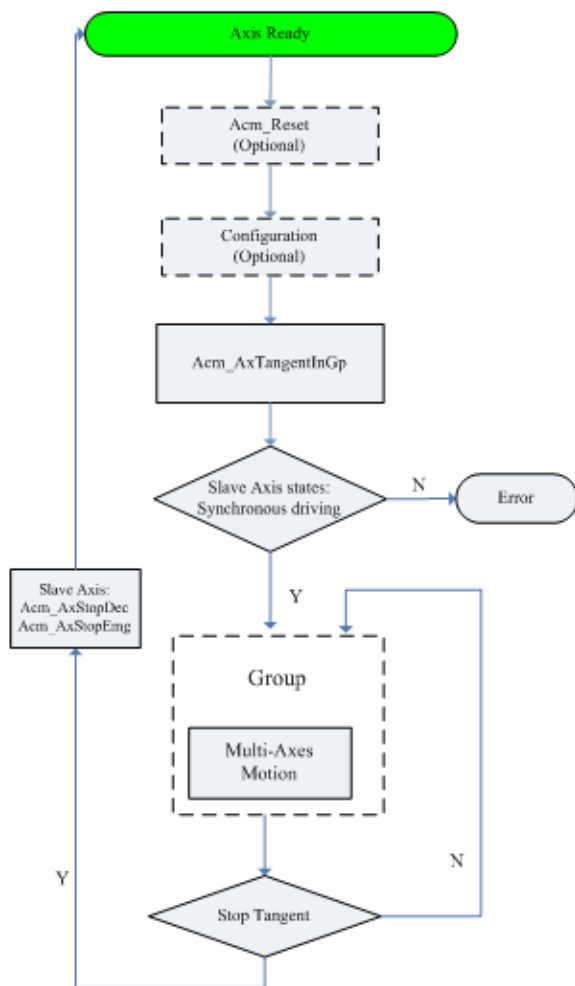 Axis Ready
Acm_Reset
(Optional)
Configuration
(Optional)
Acm_AxTangentInGp
Slave Axis states:
Synchronous driving
N
Error
Y
Slave Axis:
Acm_AxStopDec
Acm_AxStopEmg
Group
Multi-Axes
Motion
Y
N
Stop Tangent